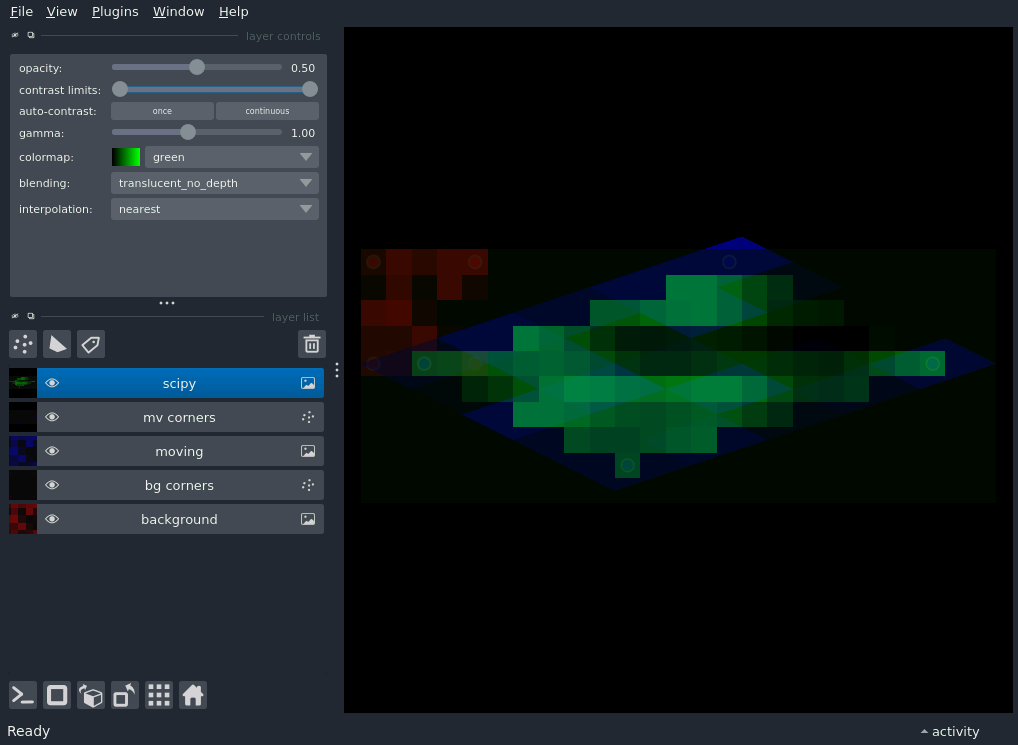 File View Plugins Window Help
layer controls
opacity: 0.50
contrast limits:
auto-contrast: once continuous
gamma: 1.00
colormap: green
blending: translucent_no_depth
interpolation: nearest
layer list
scipy
mv corners
moving
bg corners
background
Ready activity